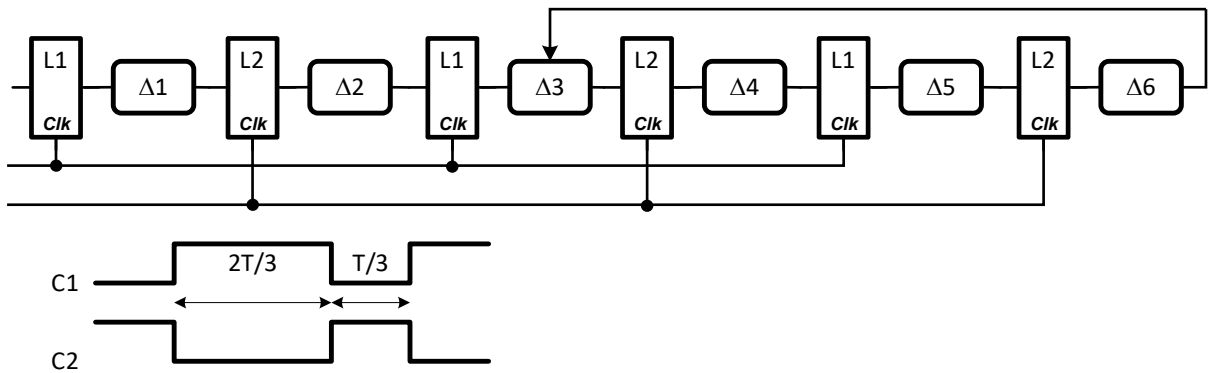 L1 L2 L1 L2 L1 L2
Δ1 Δ2 Δ3 Δ4 Δ5 Δ6
Clk Clk Clk Clk Clk Clk
2T/3 T/3
C1
C2